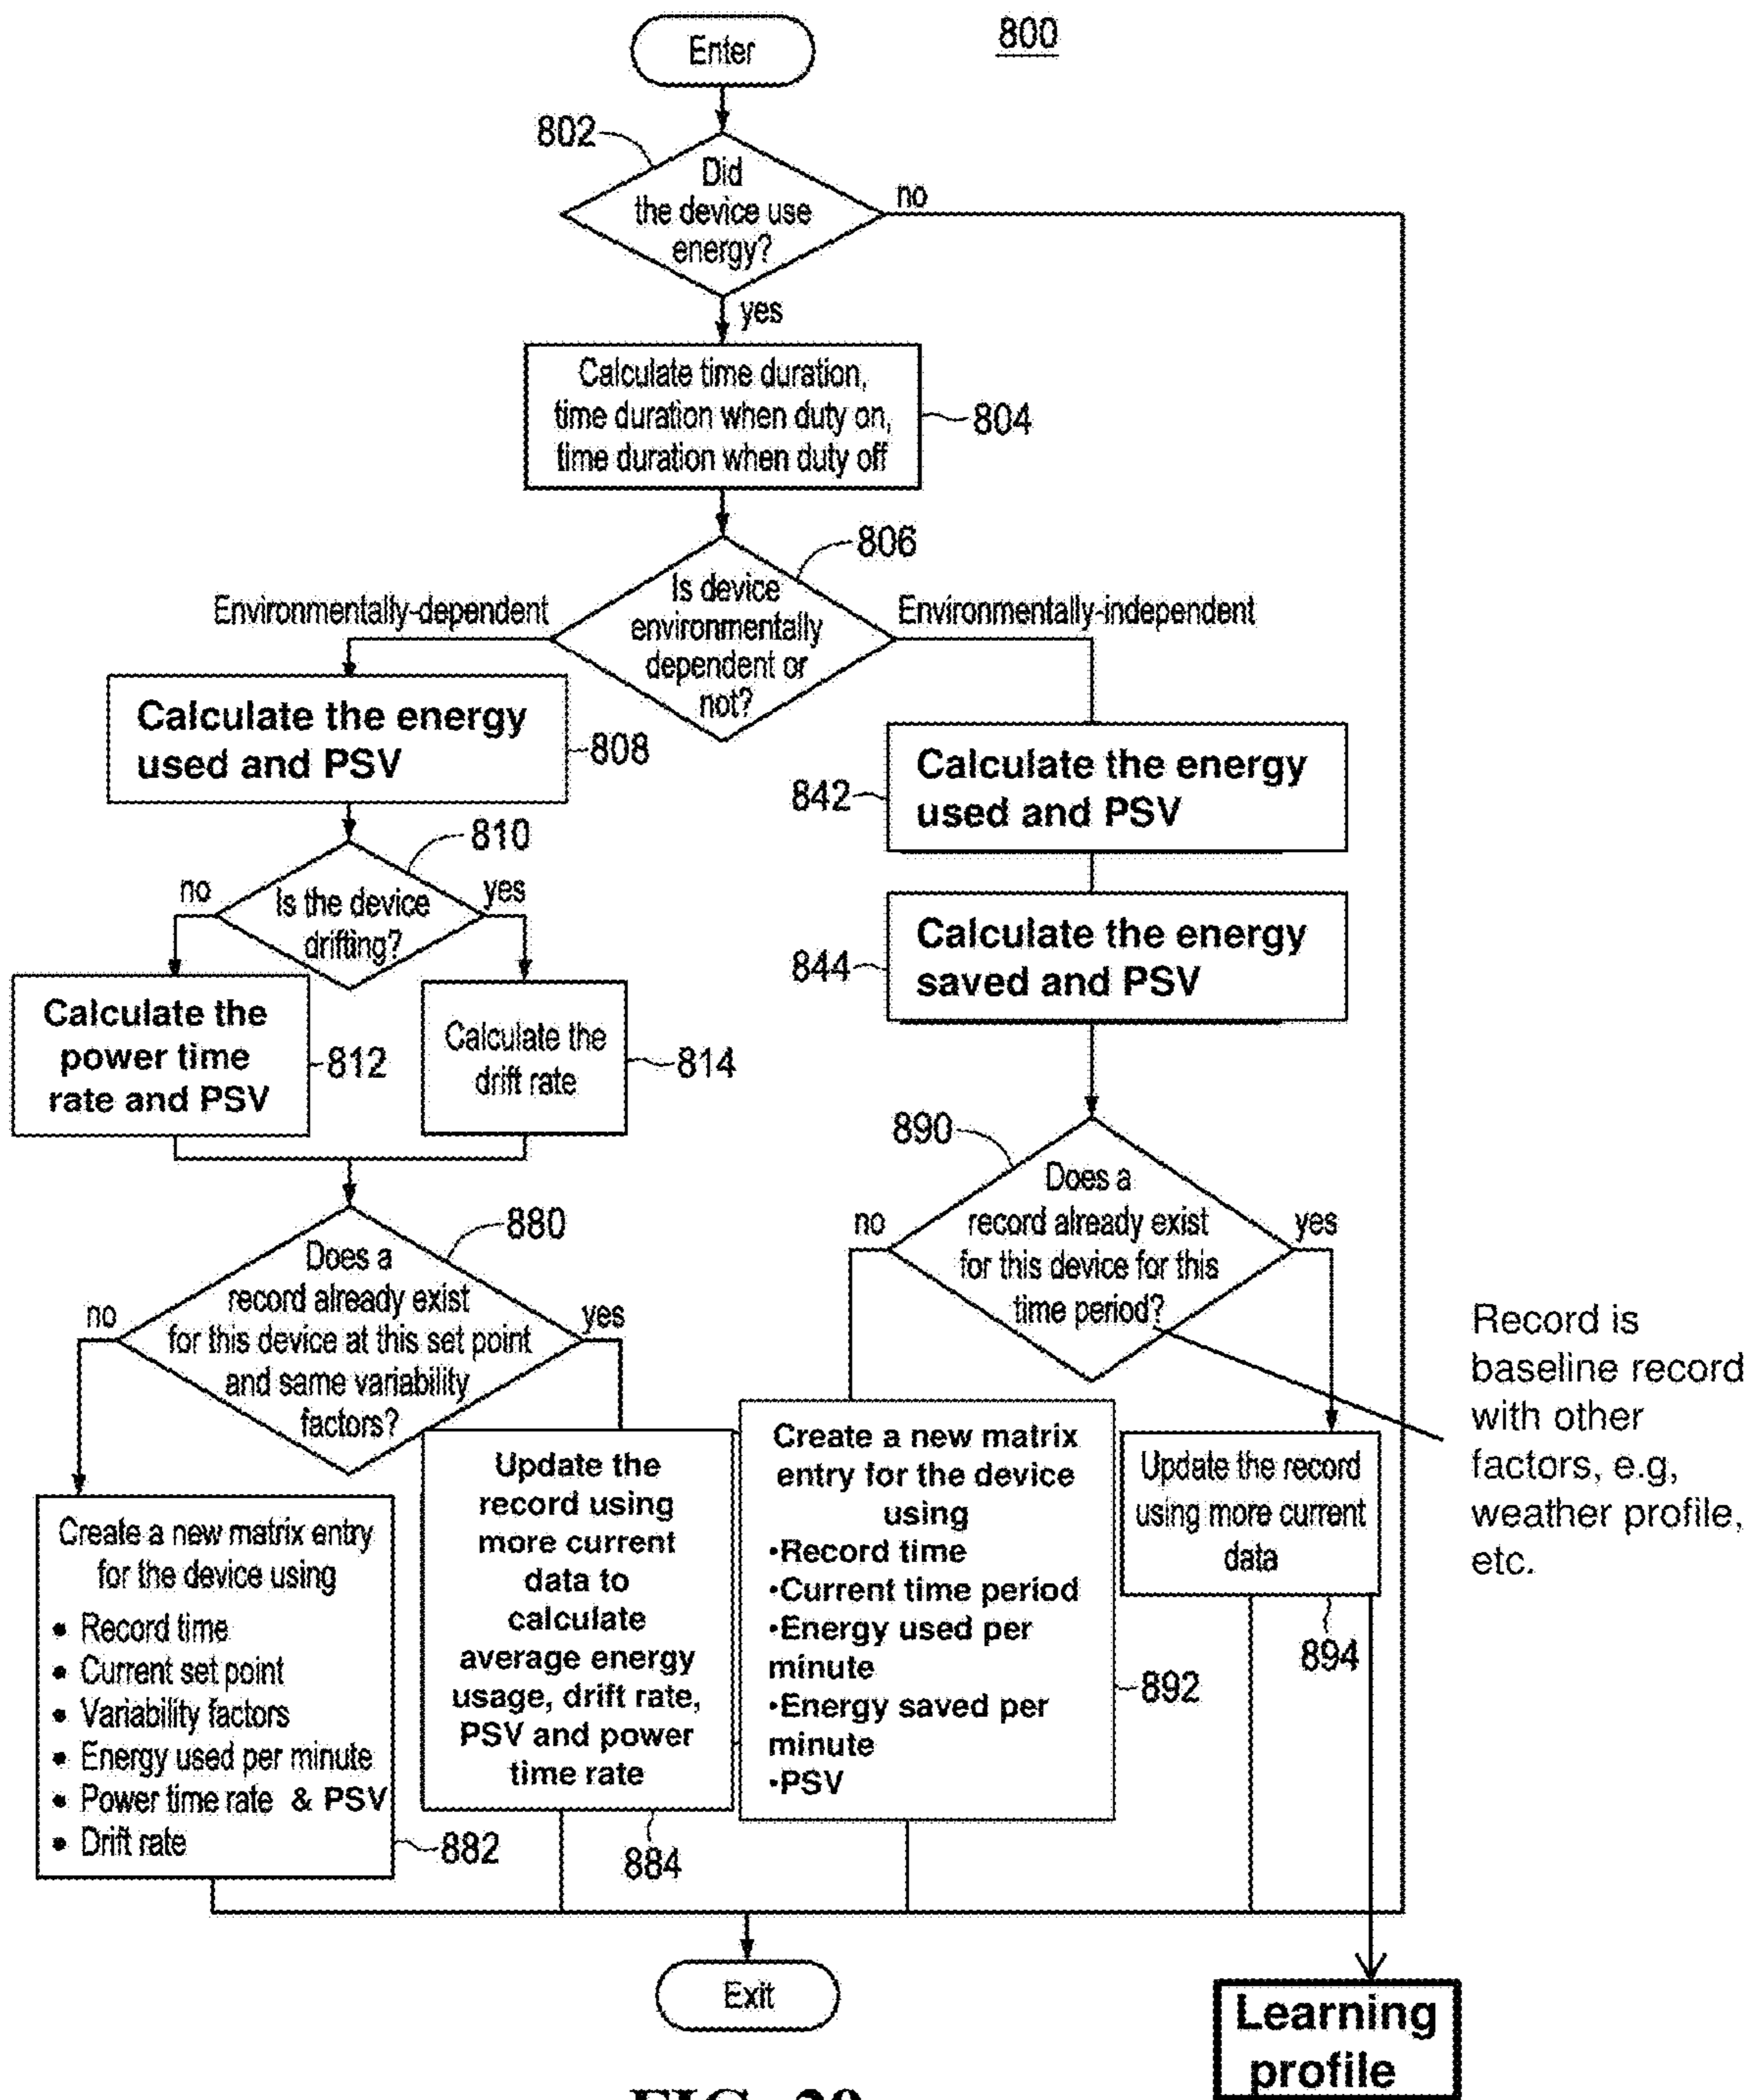 800
Enter
802
Did
the device use
energy?
no
yes
Calculate time duration,
time duration when duty on,
time duration when duty off
804
806
Is device
environmentally
dependent or
not?
Environmentally-dependent
Environmentally-independent
Calculate the energy
used and PSV
808
842
Calculate the energy
used and PSV
810
no
Is the device
drifting?
yes
844
Calculate the energy
saved and PSV
Calculate the
power time
rate and PSV
812
Calculate the
drift rate
814
890
Does a
record already exist
for this device for this
time period?
no
yes
880
Does a
record already exist
for this device at this set point
and same variability
factors?
no
yes
Record is
baseline record
with other
factors, e.g,
weather profile,
etc.
Create a new matrix entry
for the device using
• Record time
• Current set point
• Variability factors
• Energy used per minute
• Power time rate & PSV
• Drift rate
882
Update the
record using
more current
data to
calculate
average energy
usage, drift rate,
PSV and power
time rate
884
Create a new matrix
entry for the device
using
•Record time
•Current time period
•Energy used per
minute
•Energy saved per
minute
•PSV
892
Update the record
using more current
data
894
Exit
Learning
profile